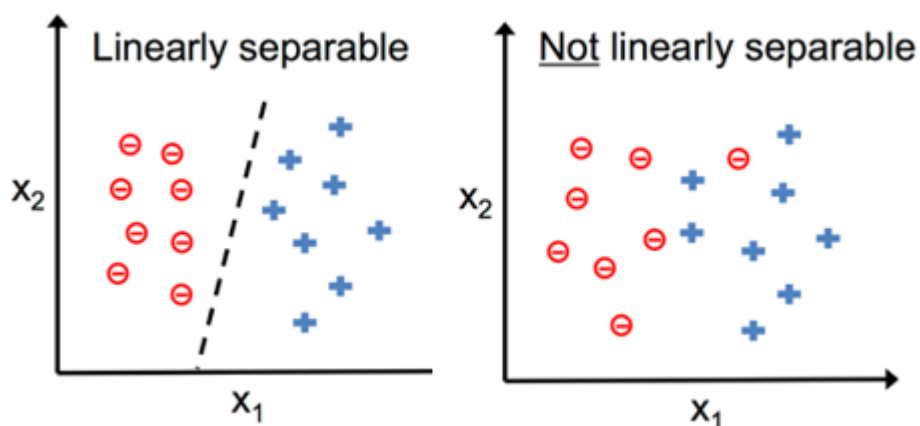 Linearly separable
x₂
x₁
Not linearly separable
x₂
x₁